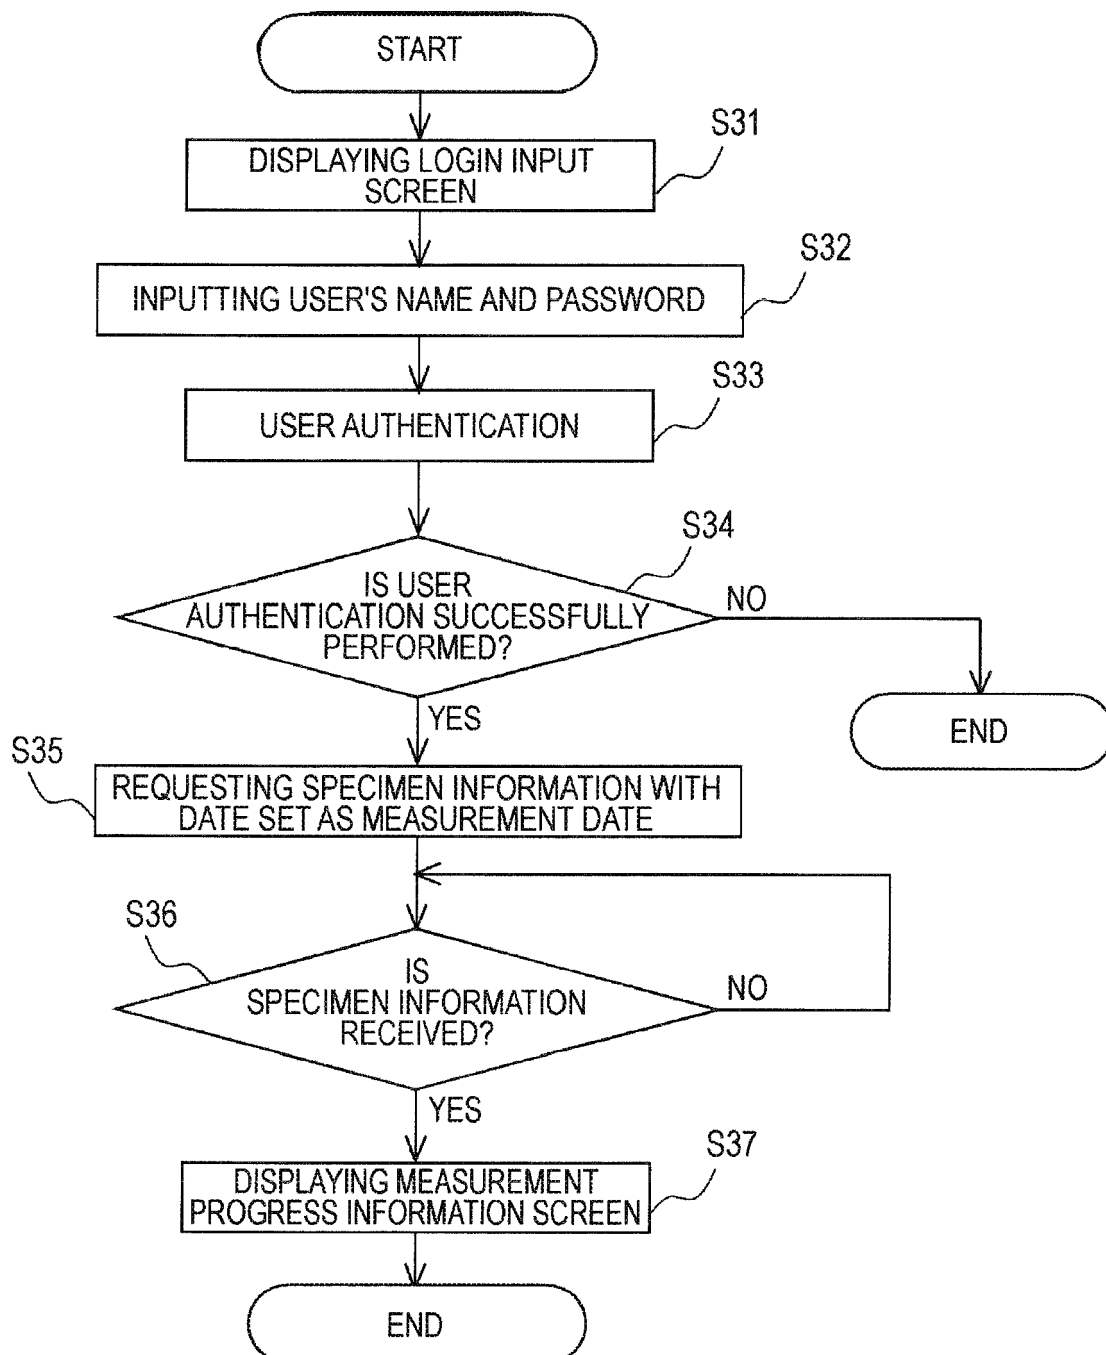 START
S31
DISPLAYING LOGIN INPUT
SCREEN
S32
INPUTTING USER'S NAME AND PASSWORD
S33
USER AUTHENTICATION
S34
IS USER
AUTHENTICATION SUCCESSFULLY
PERFORMED?
NO
END
YES
S35
REQUESTING SPECIMEN INFORMATION WITH
DATE SET AS MEASUREMENT DATE
S36
IS
SPECIMEN INFORMATION
RECEIVED?
NO
YES
S37
DISPLAYING MEASUREMENT
PROGRESS INFORMATION SCREEN
END